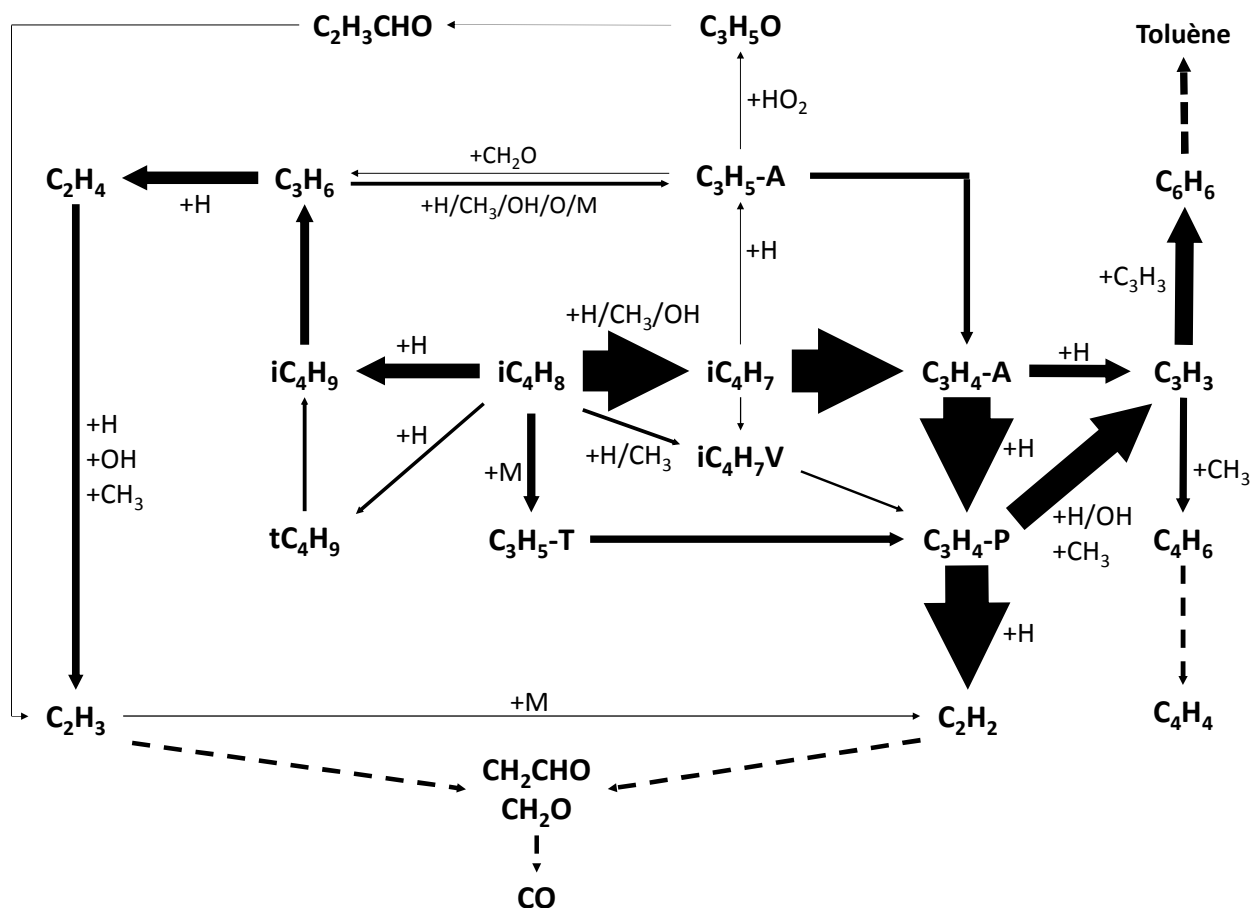 C₂H₃CHO
C₃H₅O
Toluène
+HO₂
+CH₂O
C₂H₄
C₃H₆
C₃H₅-A
C₆H₆
+H
+H/CH₃/OH/O/M
+H
+C₃H₃
+H/CH₃/OH
+H
+H
iC₄H₉
iC₄H₈
iC₄H₇
C₃H₄-A
C₃H₃
+H
+OH
+CH₃
+H
+M
+H/CH₃
iC₄H₇V
+H
+CH₃
+H/OH
+CH₃
tC₄H₉
C₃H₅-T
C₃H₄-P
C₄H₆
+H
+M
C₂H₃
C₂H₂
C₄H₄
CH₂CHO
CH₂O
CO